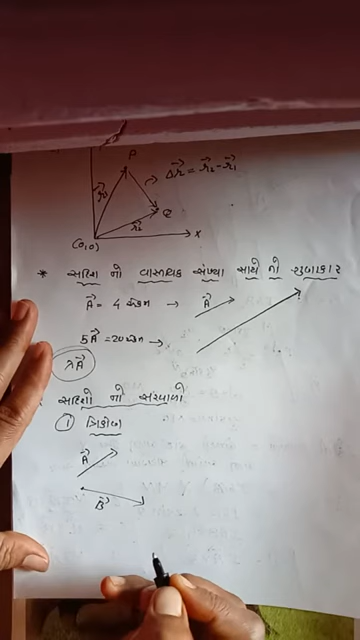 P
Δr⃗ = r⃗₂ - r⃗₁
r⃗₁
Q
r⃗₂
(0,0)
x
* સદિશ નો વાસ્તવિક સંખ્યા સાથે નો ગુણાકાર
A⃗ = 4 એકમ → A⃗
5A⃗ = 20 એકમ →
λA⃗
સદિશો નો સરવાળો
① ત્રિકોણ
A⃗
B⃗